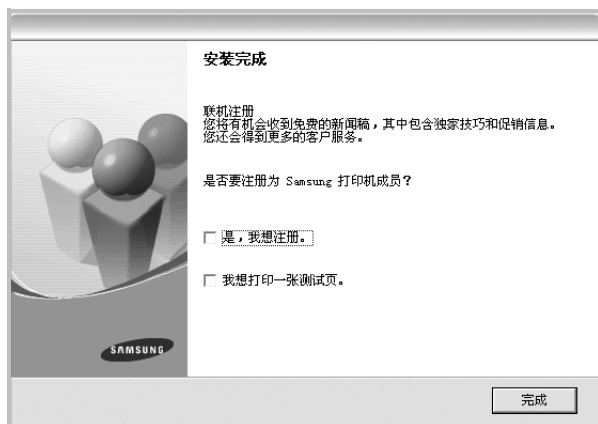 安装完成
联机注册
您将有机会收到免费的新闻稿，其中包含独家技巧和促销信息。
您还会得到更多的客户服务。
是否要注册为 Samsung 打印机成员？
是，我想注册。
我想打印一张测试页。
SAMSUNG
完成